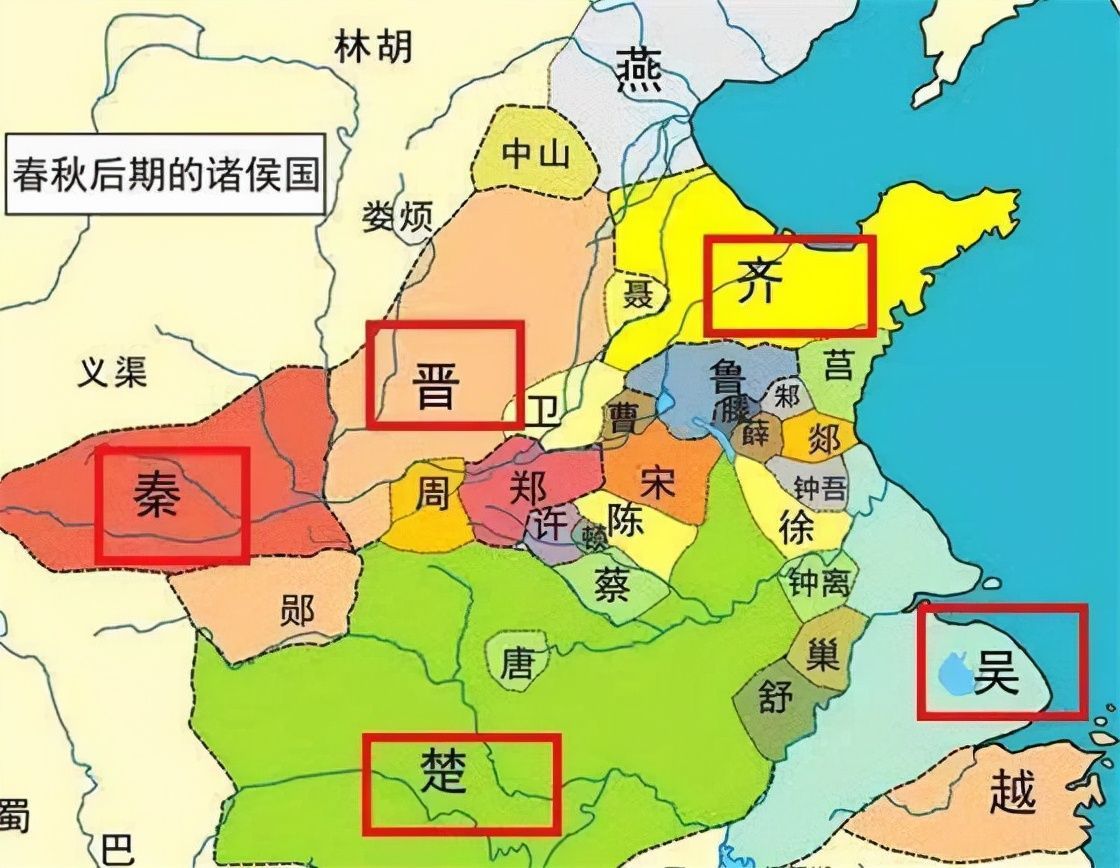 林胡
燕
中山
春秋后期的诸侯国
娄烦
齐
聂
义渠
晋
鲁
莒
邾
滕
卫
曹
薛
郯
秦
周
郑
宋
钟吾
许
陈
顿
徐
蔡
钟离
郧
唐
巢
舒
吴
楚
越
蜀
巴